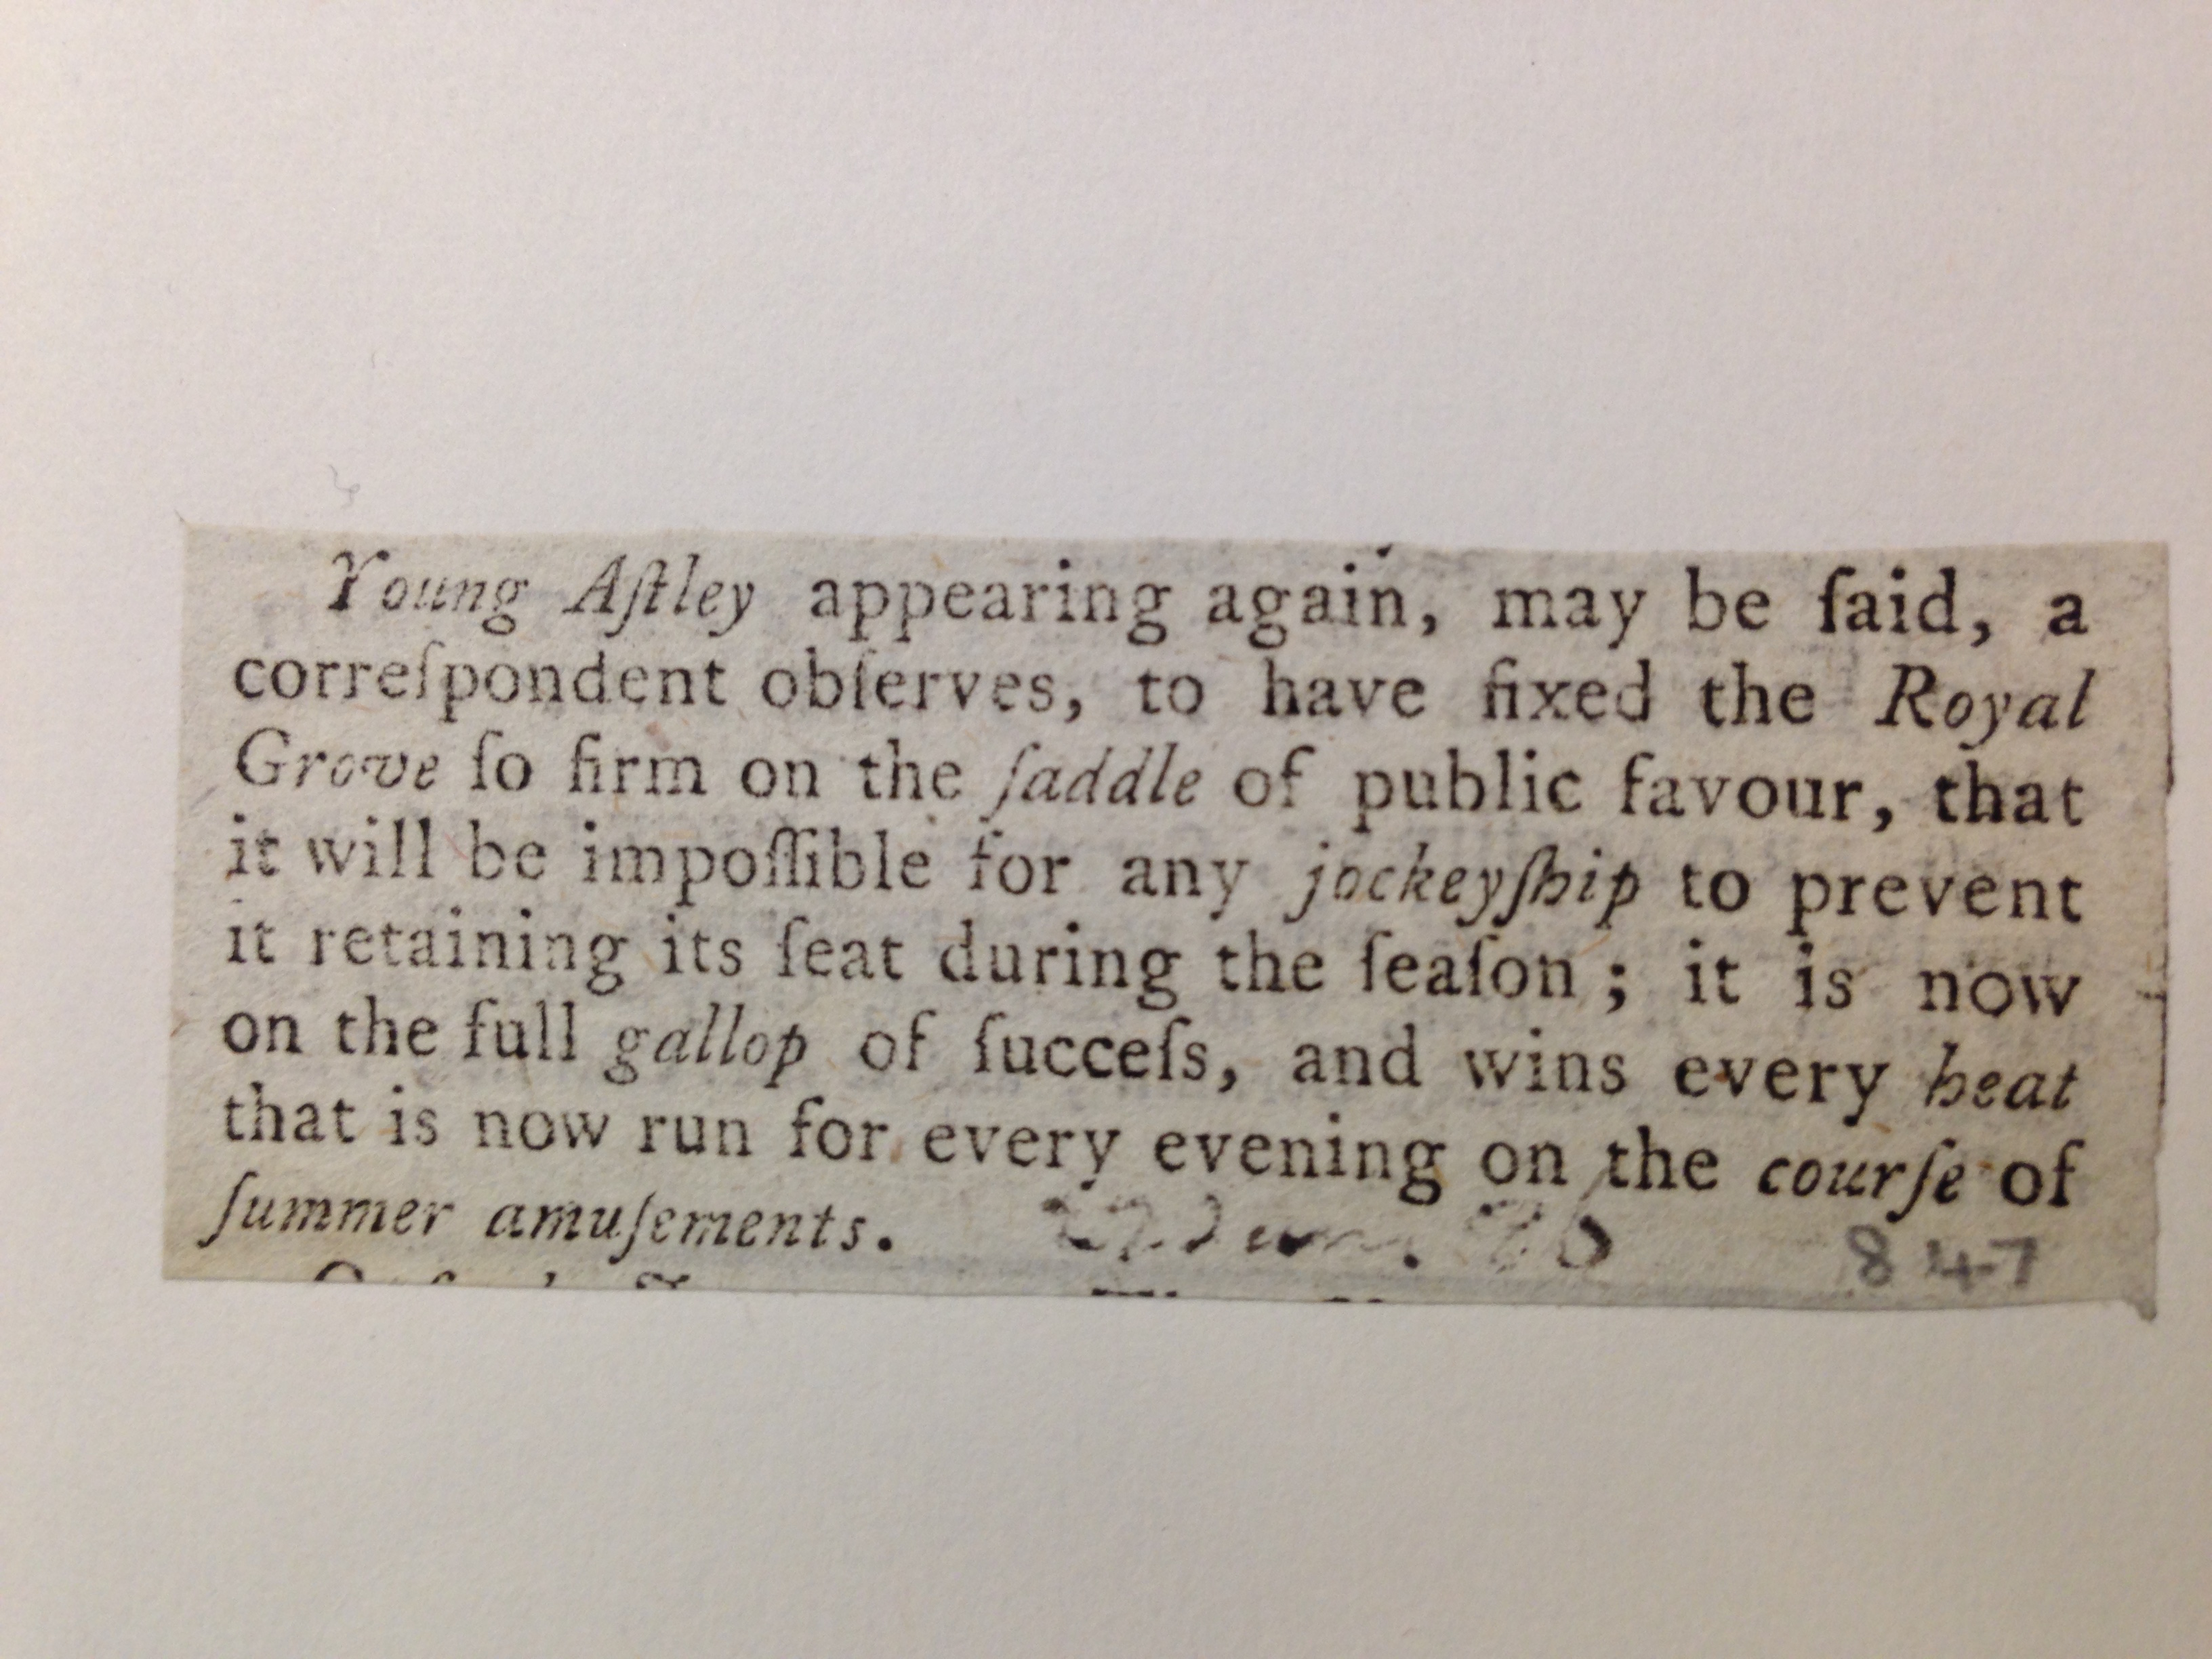 Young Aſtley appearing again, may be ſaid, a
correſpondent obſerves, to have fixed the Royal
Grove ſo firm on the ſaddle of public favour, that
it will be impoſſible for any jockeyſhip to prevent
it retaining its ſeat during the ſeaſon; it is now
on the full gallop of ſucceſs, and wins every heat
that is now run for every evening on the courſe of
ſummer amuſements.
847